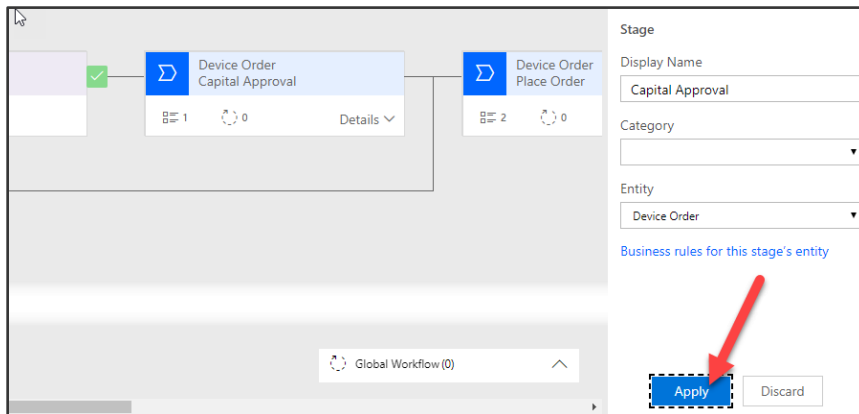 Device Order
Capital Approval
1
0
Details
Device Order
Place Order
2
0
Global Workflow (0)
Stage
Display Name
Capital Approval
Category
Entity
Device Order
Business rules for this stage's entity
Apply
Discard